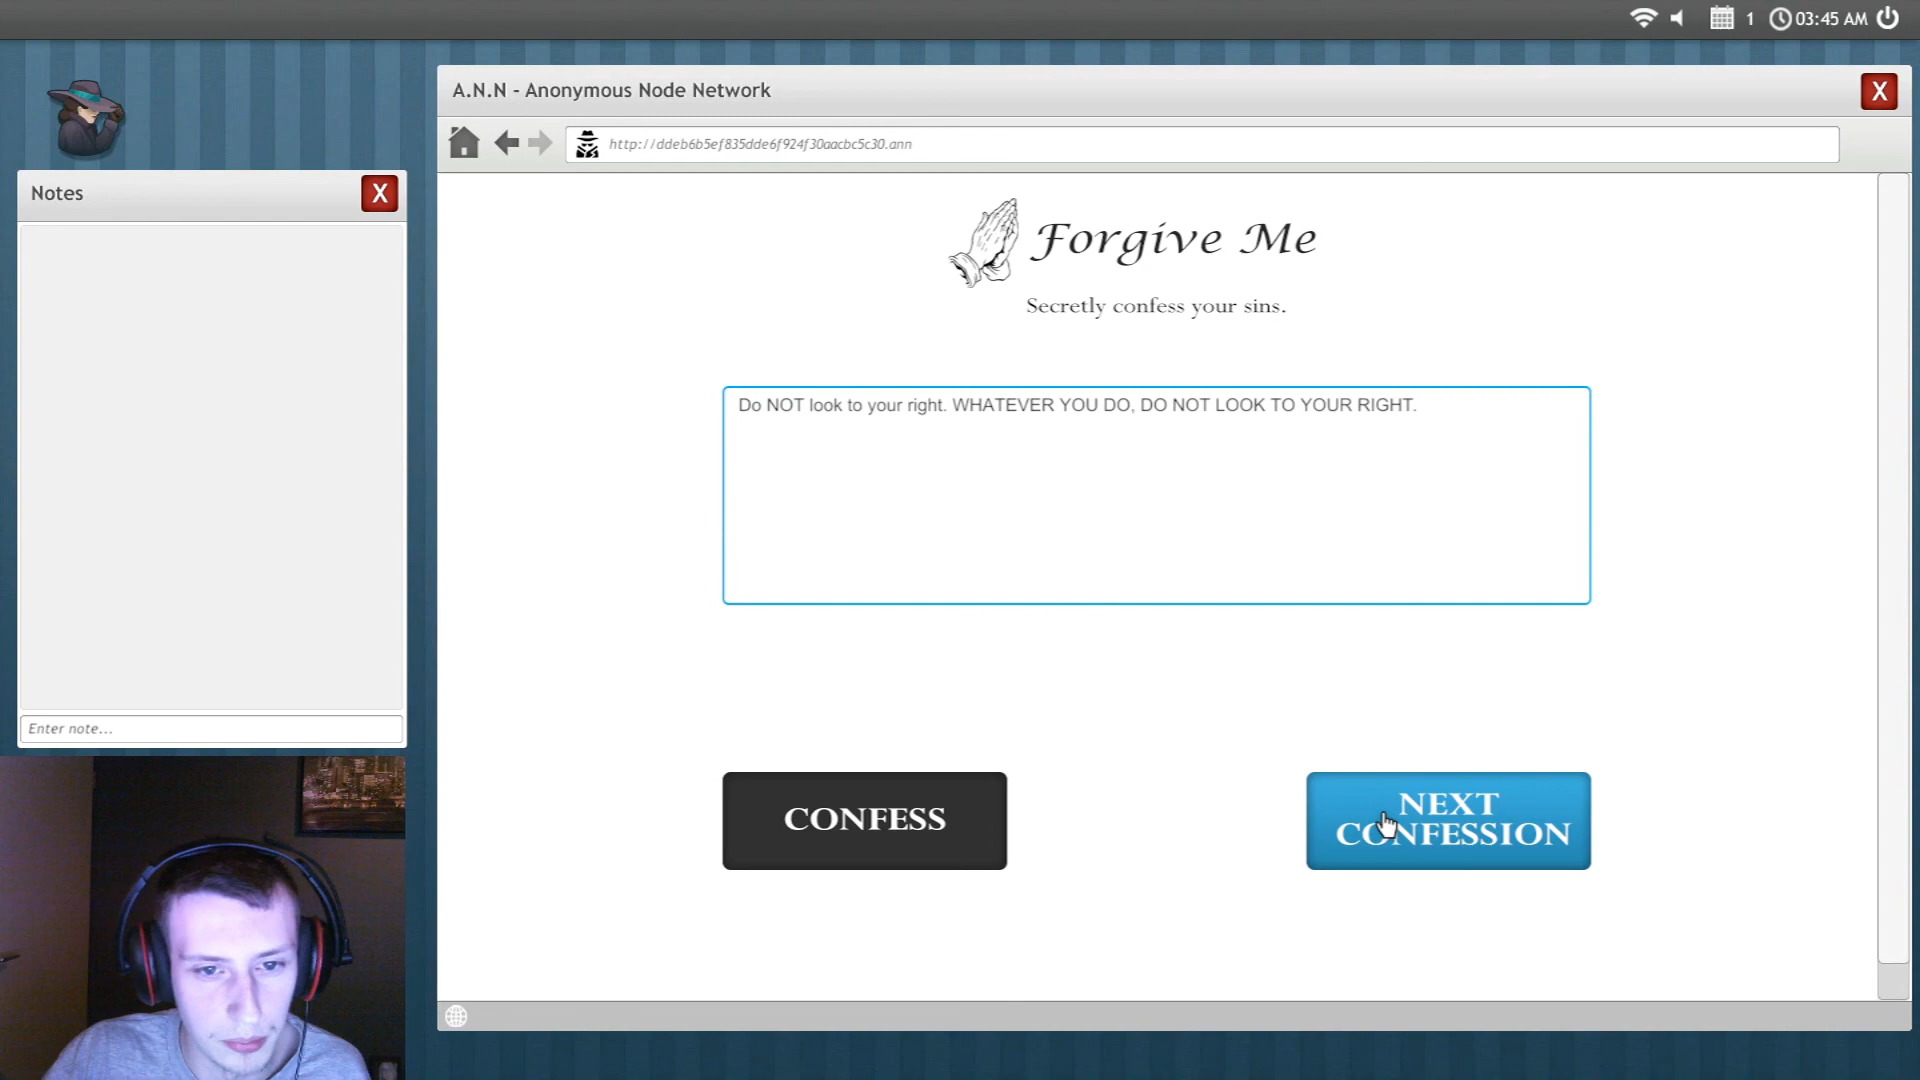 1 03:45 AM
A.N.N - Anonymous Node Network
X
http://ddeb6b5ef835dde6f924f30aacbc5c30.ann
Notes
X
Forgive Me
Secretly confess your sins.
Do NOT look to your right. WHATEVER YOU DO, DO NOT LOOK TO YOUR RIGHT.
Enter note...
CONFESS
NEXT
CONFESSION